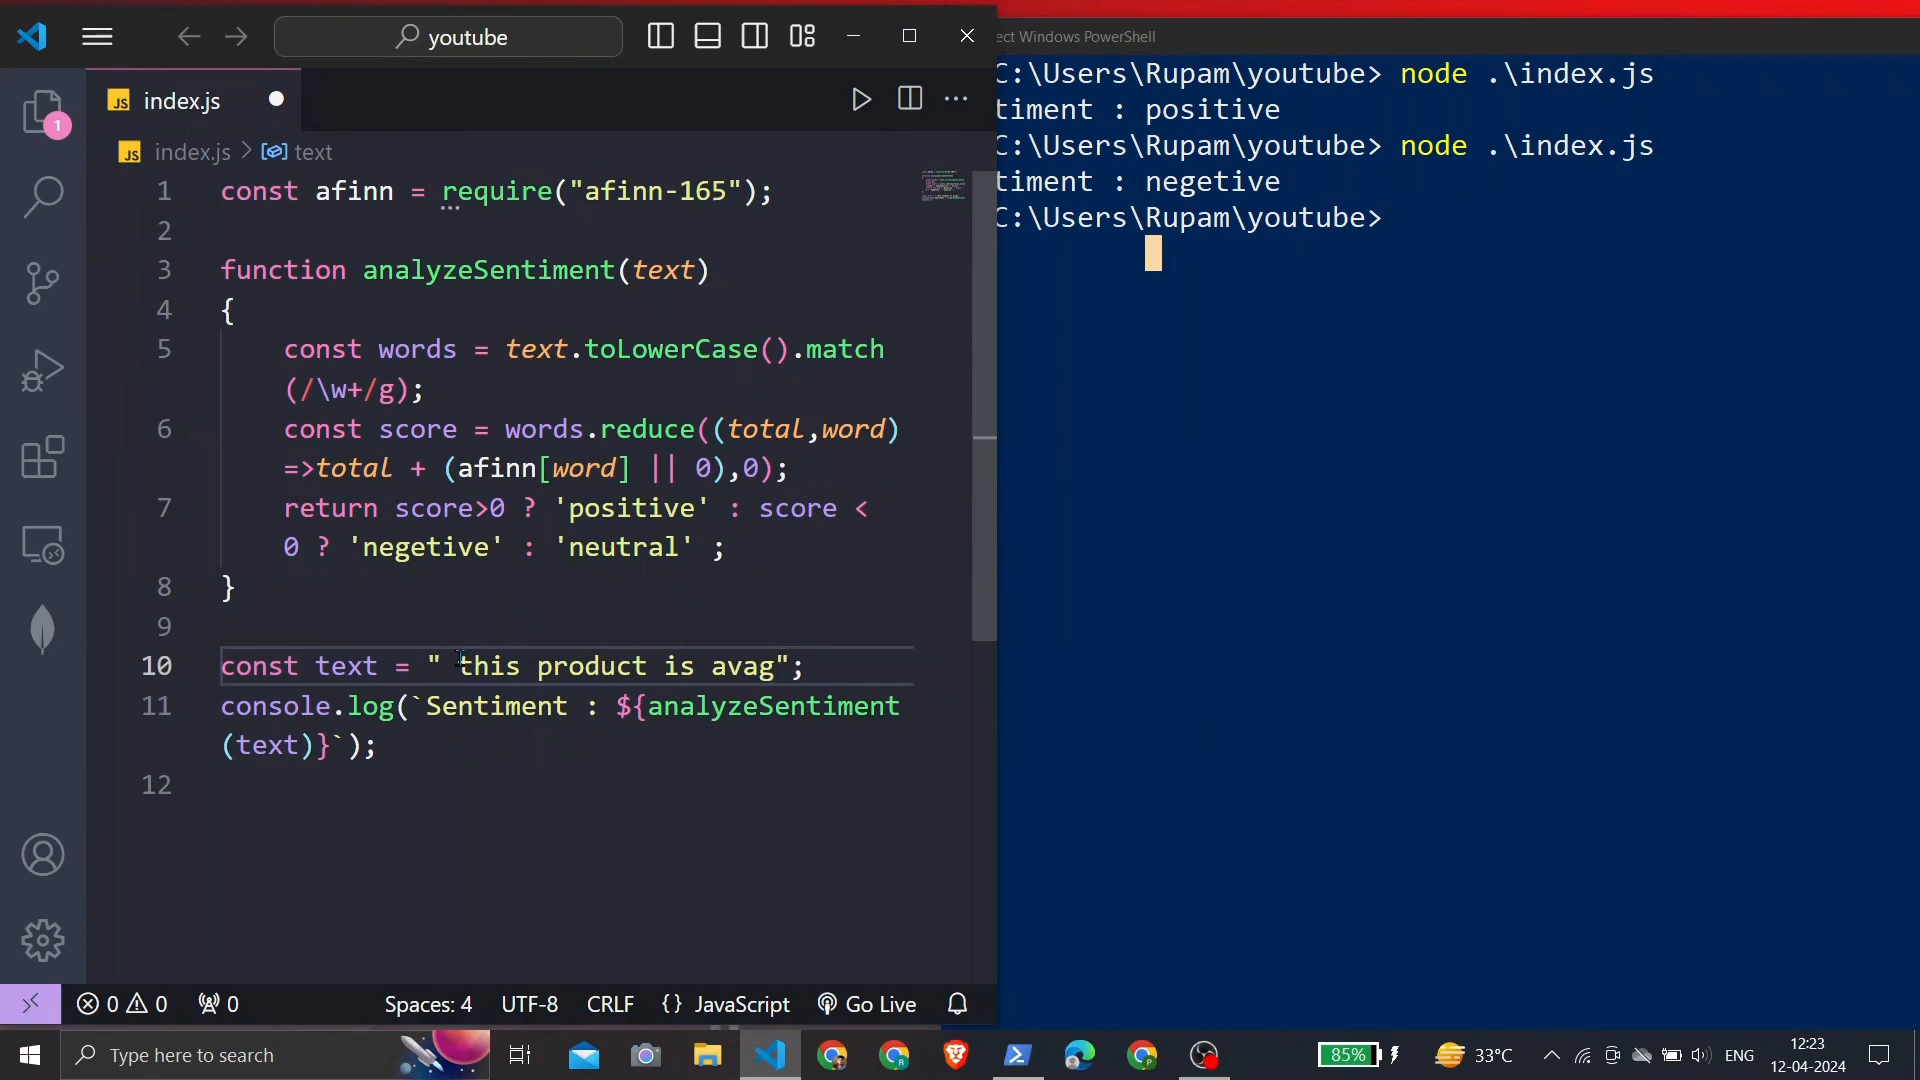 youtube
ect Windows PowerShell
JS index.js
JS index.js > text
1 const afinn = require("afinn-165");
2
3 function analyzeSentiment(text)
4 {
5 const words = text.toLowerCase().match
(/\w+/g);
6 const score = words.reduce((total,word)
=>total + (afinn[word] || 0),0);
7 return score>0 ? 'positive' : score <
0 ? 'negetive' : 'neutral' ;
8 }
9
10 const text = " this product is avag";
11 console.log(`Sentiment : ${analyzeSentiment
(text)}`);
12
C:\Users\Rupam\youtube> node .\index.js
timent : positive
C:\Users\Rupam\youtube> node .\index.js
timent : negetive
C:\Users\Rupam\youtube>
1
0 0 0 Spaces: 4 UTF-8 CRLF {} JavaScript Go Live
Type here to search
85% 33°C ENG 12:23
12-04-2024